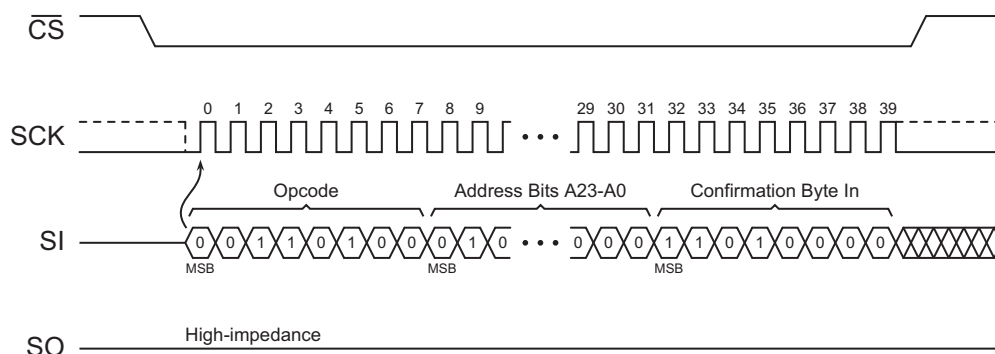 CS
0 1 2 3 4 5 6 7 8 9 29 30 31 32 33 34 35 36 37 38 39
SCK
Opcode Address Bits A23-A0 Confirmation Byte In
SI 0 0 1 1 0 1 0 0 0 1 0 0 0 0 1 1 0 1 0 0 0 0
MSB MSB MSB
High-impedance
SO